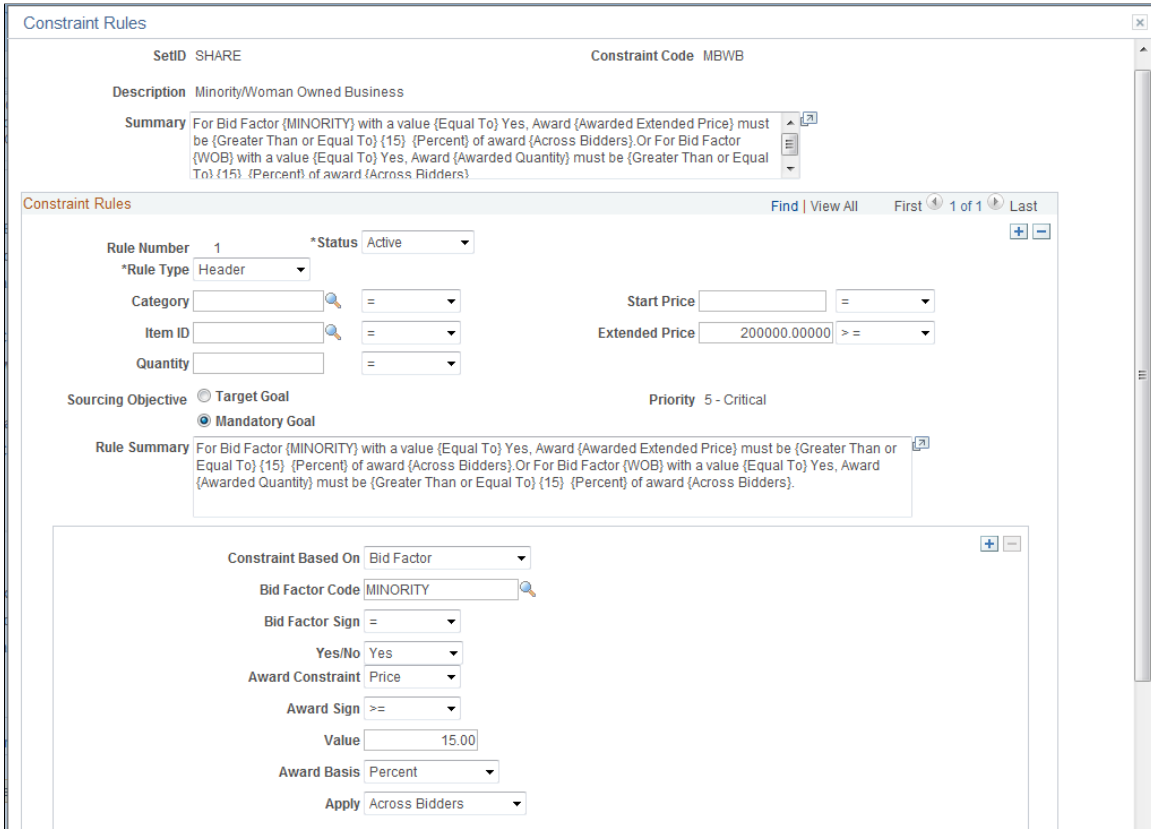 Constraint Rules
SetID SHARE Constraint Code MBWB
Description Minority/Woman Owned Business
Summary For Bid Factor {MINORITY} with a value {Equal To} Yes, Award {Awarded Extended Price} must
be {Greater Than or Equal To} {15} {Percent} of award {Across Bidders}.Or For Bid Factor
{WOB} with a value {Equal To} Yes, Award {Awarded Quantity} must be {Greater Than or Equal
To} {15} {Percent} of award {Across Bidders}
Constraint Rules Find | View All First 1 of 1 Last
Rule Number 1 *Status Active
*Rule Type Header
Category = Start Price =
Item ID = Extended Price 200000.00000 > =
Quantity =
Sourcing Objective Target Goal Priority 5 - Critical
Mandatory Goal
Rule Summary For Bid Factor {MINORITY} with a value {Equal To} Yes, Award {Awarded Extended Price} must be {Greater Than or
Equal To} {15} {Percent} of award {Across Bidders}.Or For Bid Factor {WOB} with a value {Equal To} Yes, Award
{Awarded Quantity} must be {Greater Than or Equal To} {15} {Percent} of award {Across Bidders}.
Constraint Based On Bid Factor
Bid Factor Code MINORITY
Bid Factor Sign =
Yes/No Yes
Award Constraint Price
Award Sign >=
Value 15.00
Award Basis Percent
Apply Across Bidders